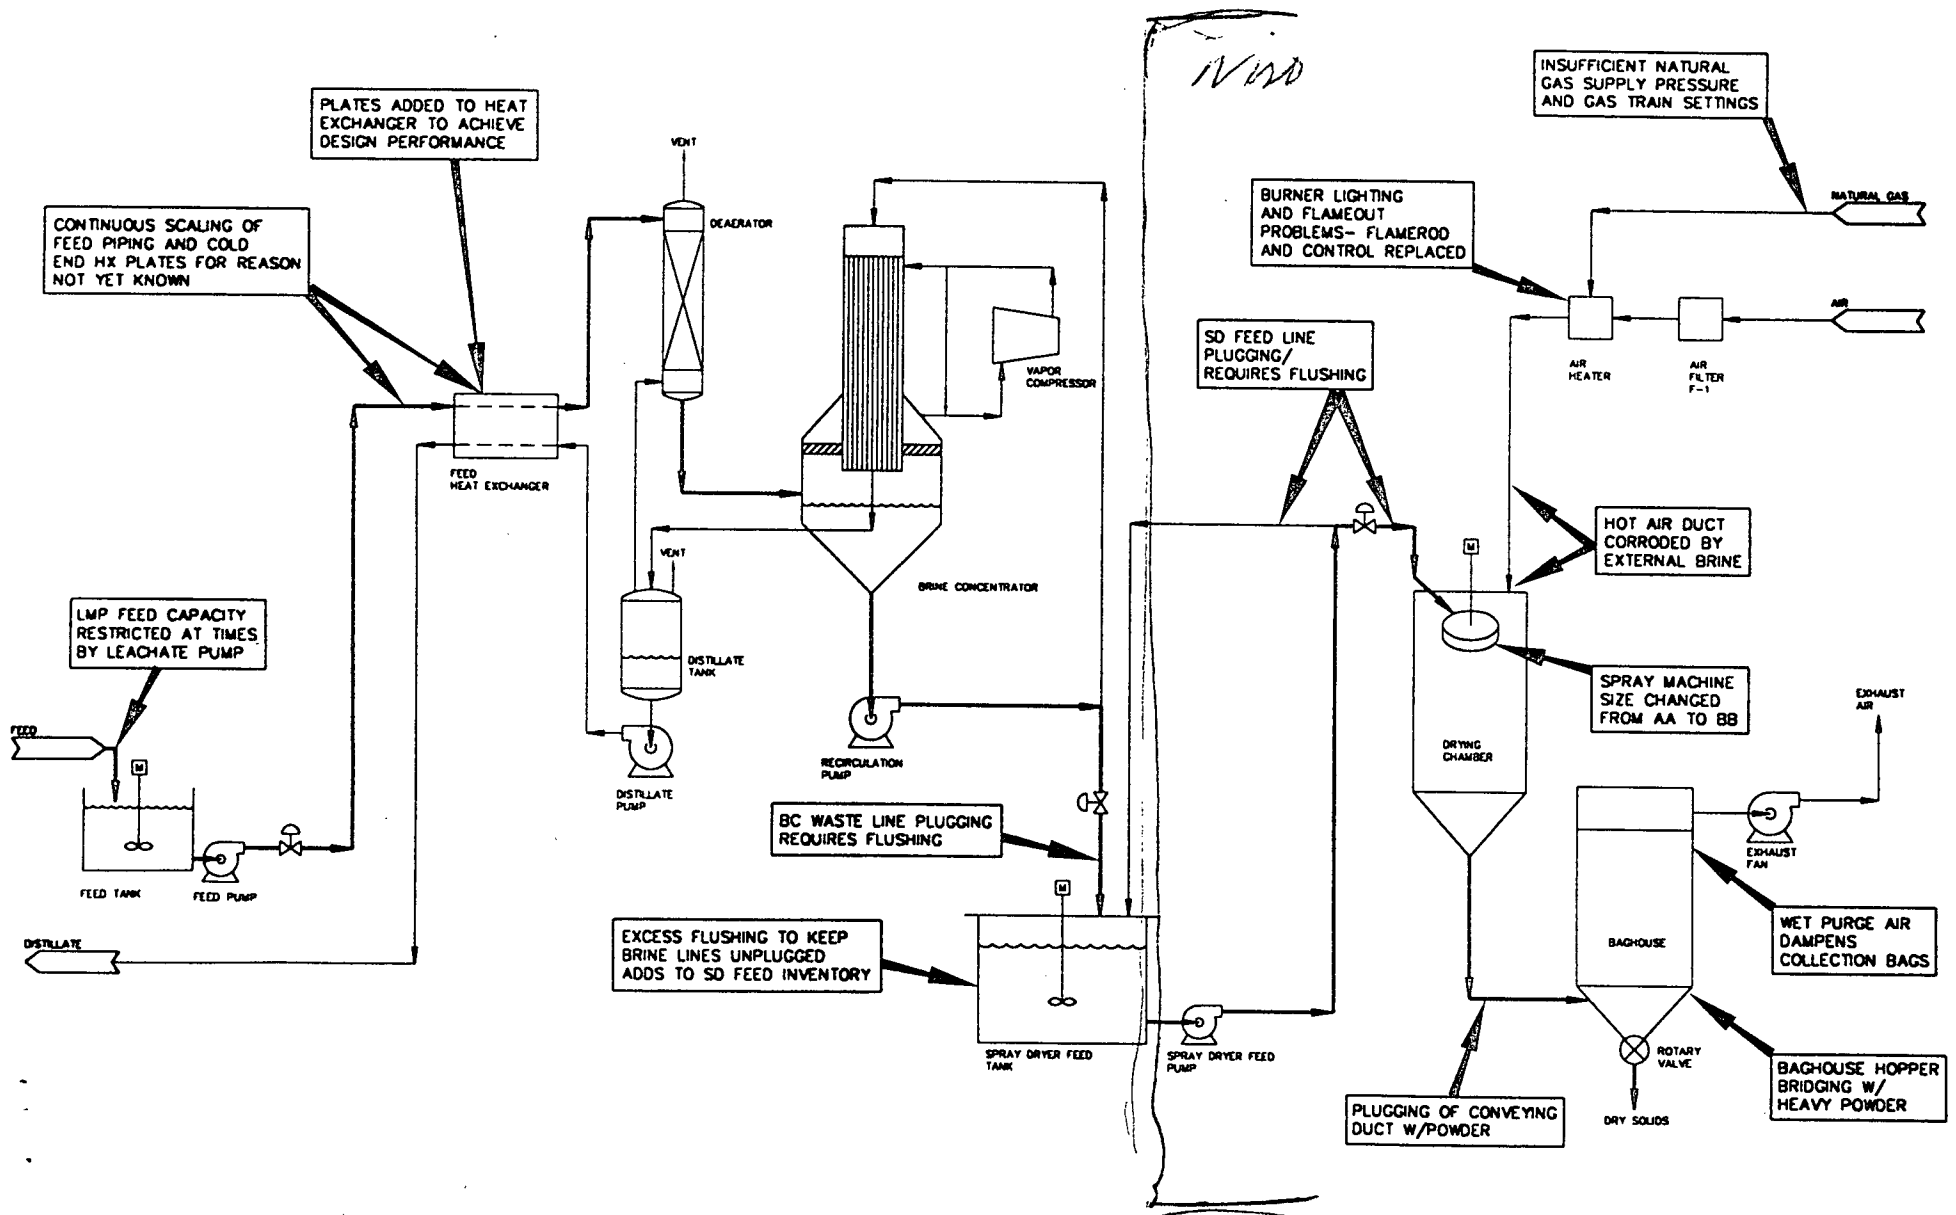 INSUFFICIENT NATURAL
GAS SUPPLY PRESSURE
AND GAS TRAIN SETTINGS
PLATES ADDED TO HEAT
EXCHANGER TO ACHIEVE
DESIGN PERFORMANCE
VENT
BURNER LIGHTING
AND FLAMEOUT
PROBLEMS- FLAMEROD
AND CONTROL REPLACED
NATURAL GAS
CONTINUOUS SCALING OF
FEED PIPING AND COLD
END HX PLATES FOR REASON
NOT YET KNOWN
DEAERATOR
AIR
SD FEED LINE
PLUGGING/
REQUIRES FLUSHING
AIR
HEATER
AIR
FILTER
F-1
VAPOR
COMPRESSOR
FEED
HEAT EXCHANGER
HOT AIR DUCT
CORRODED BY
EXTERNAL BRINE
M
VENT
BRINE CONCENTRATOR
LMP FEED CAPACITY
RESTRICTED AT TIMES
BY LEACHATE PUMP
DISTILLATE
TANK
SPRAY MACHINE
SIZE CHANGED
FROM AA TO BB
EXHAUST
AIR
FEED
M
DRYING
CHAMBER
RECIRCULATION
PUMP
DISTILLATE
PUMP
BC WASTE LINE PLUGGING
REQUIRES FLUSHING
EXHAUST
FAN
FEED TANK
FEED PUMP
M
WET PURGE AIR
DAMPENS
COLLECTION BAGS
EXCESS FLUSHING TO KEEP
BRINE LINES UNPLUGGED
ADDS TO SD FEED INVENTORY
BAGHOUSE
DISTILLATE
SPRAY DRYER FEED
TANK
SPRAY DRYER FEED
PUMP
ROTARY
VALVE
BAGHOUSE HOPPER
BRIDGING W/
HEAVY POWDER
PLUGGING OF CONVEYING
DUCT W/POWDER
DRY SOLIDS